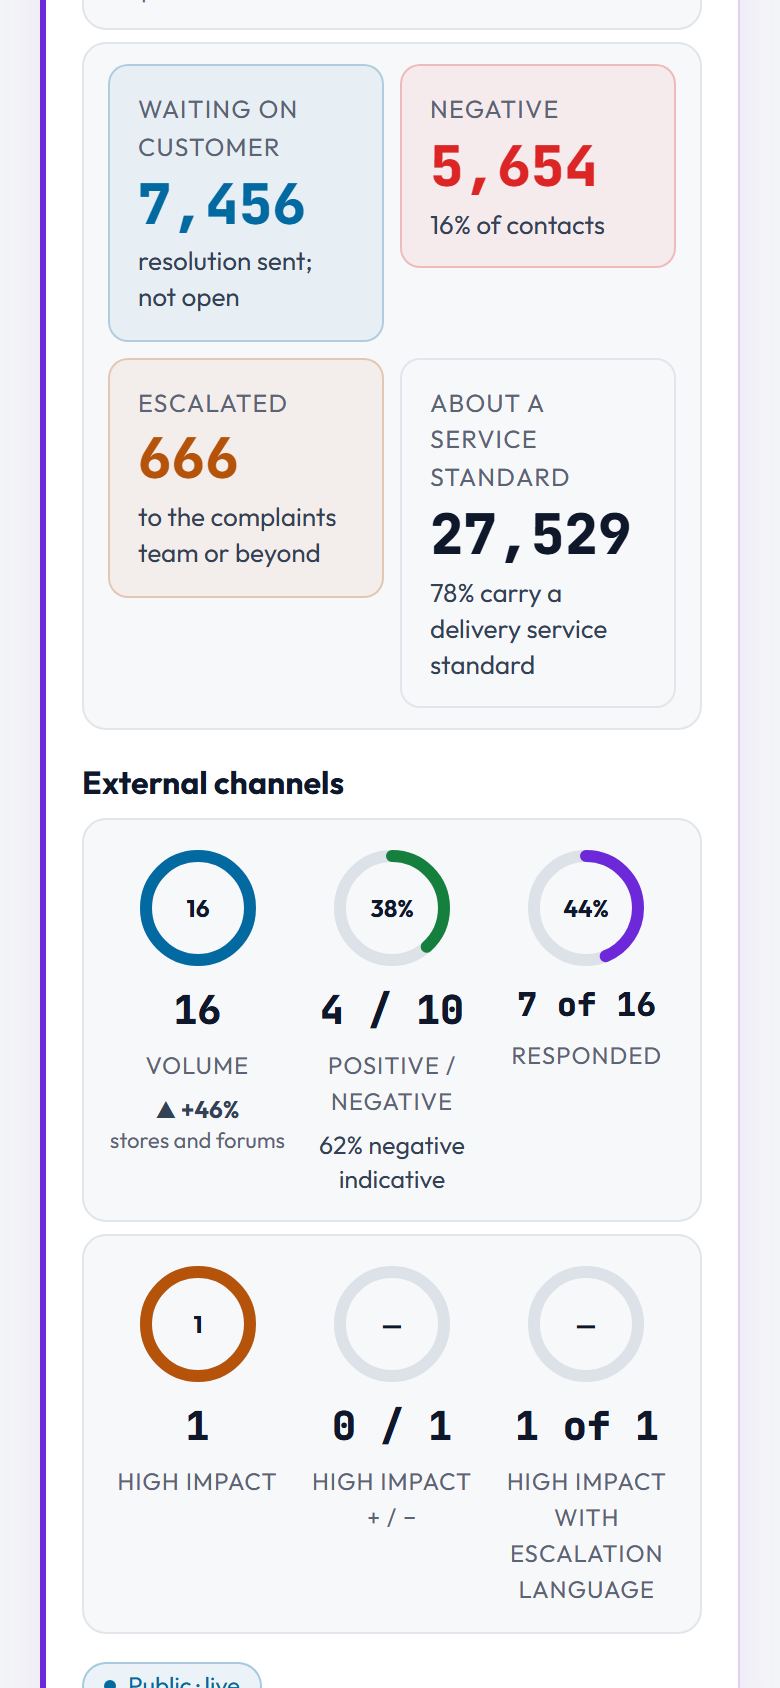 WAITING ON
CUSTOMER
7,456
resolution sent;
not open
NEGATIVE
5,654
16% of contacts
ESCALATED
666
to the complaints
team or beyond
ABOUT A
SERVICE
STANDARD
27,529
78% carry a
delivery service
standard
External channels
16
16
VOLUME
▲ +46%
stores and forums
38%
4 / 10
POSITIVE /
NEGATIVE
62% negative
indicative
44%
7 of 16
RESPONDED
1
1
HIGH IMPACT
–
0 / 1
HIGH IMPACT
+ / −
–
1 of 1
HIGH IMPACT
WITH
ESCALATION
LANGUAGE
Public · live